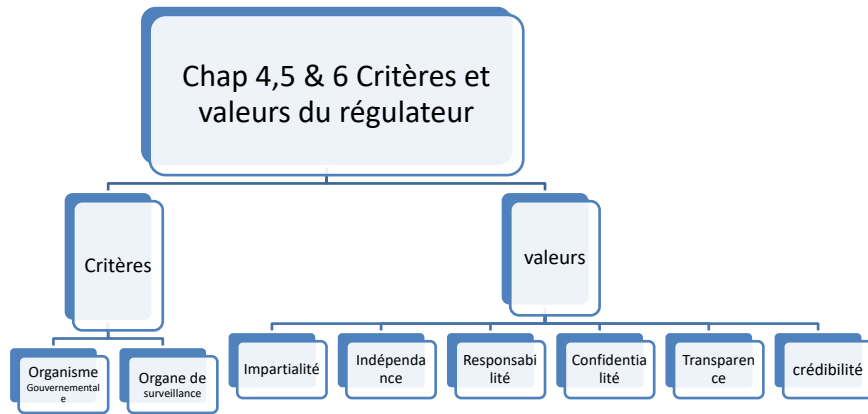 Chap 4,5 & 6 Critères et
valeurs du régulateur
Critères
valeurs
Organisme
Gouvernemental
e
Organe de
surveillance
Impartialité
Indépenda
nce
Responsabi
lité
Confidentia
lité
Transparen
ce
crédibilité